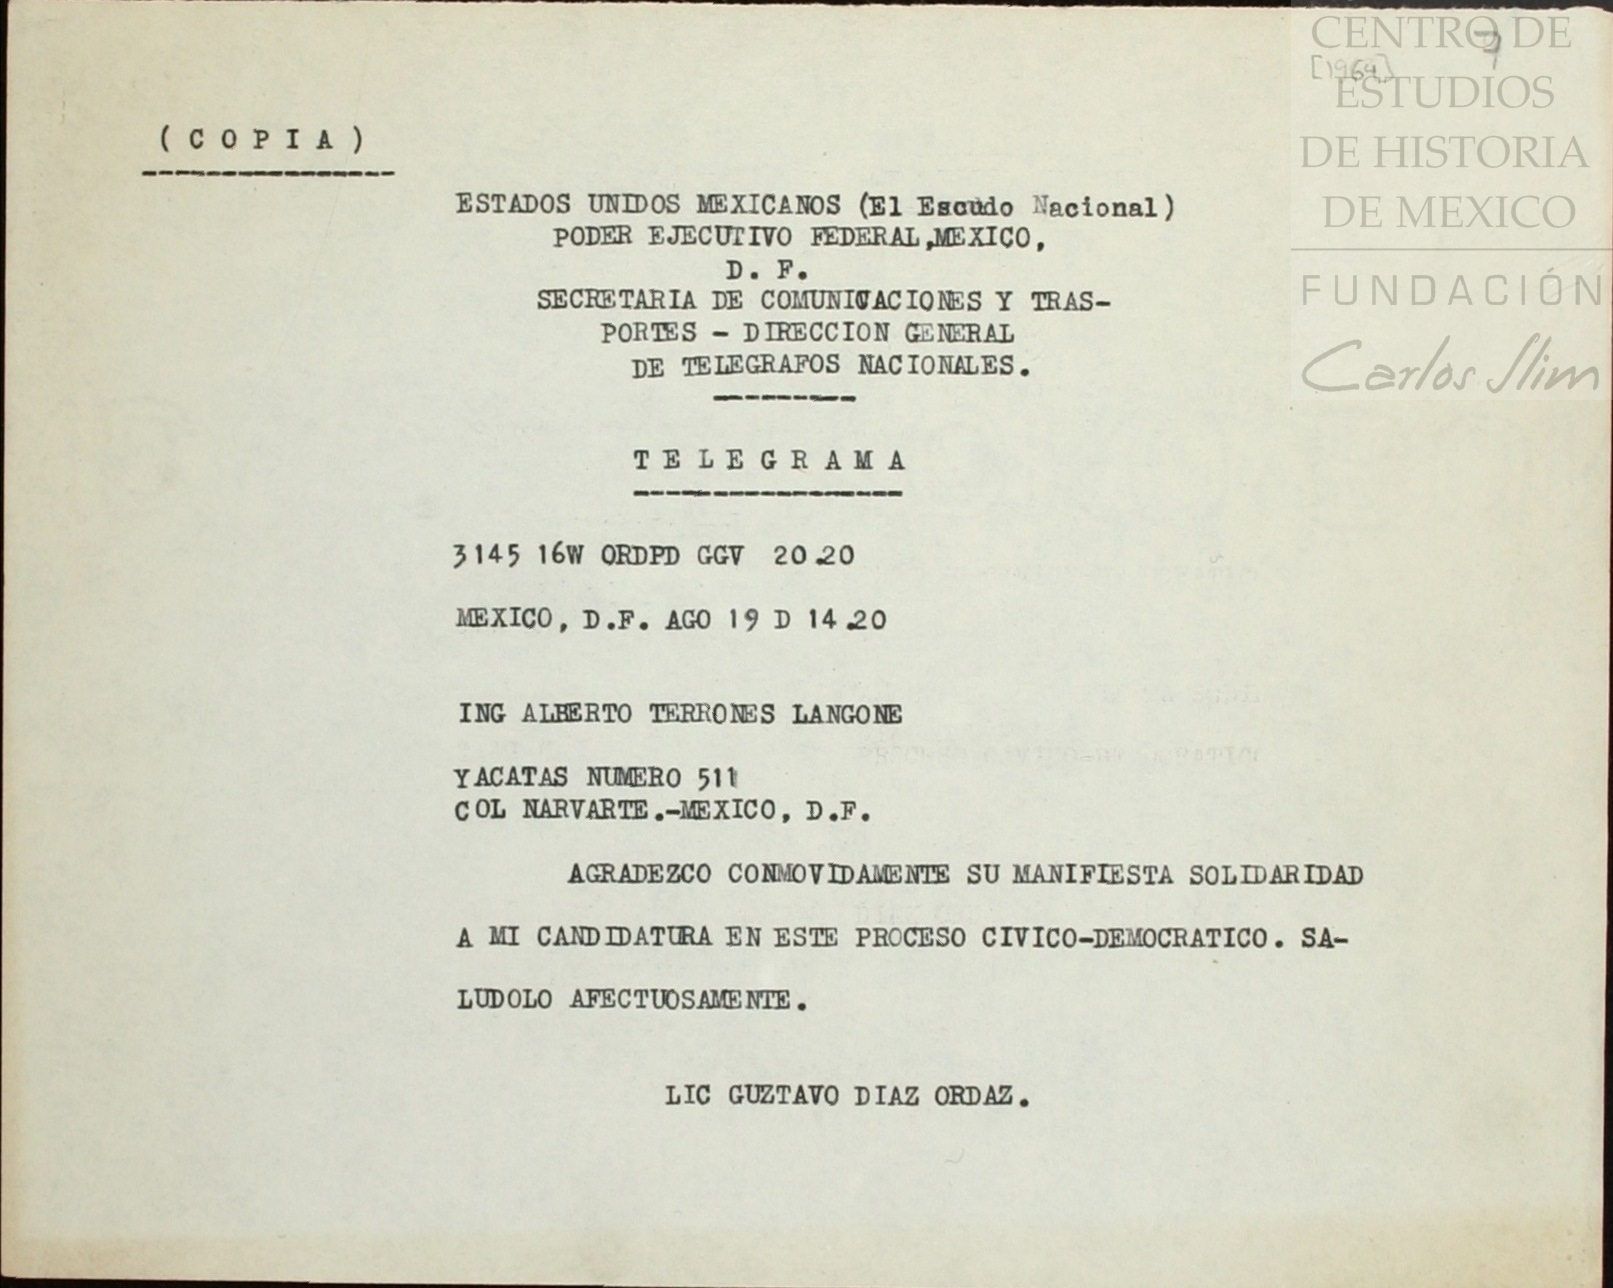 CENTRO DE
[1964]
ESTUDIOS
DE HISTORIA
DE MEXICO
FUNDACIÓN
Carlos Slim
( C O P I A )
ESTADOS UNIDOS MEXICANOS (El Escudo Nacional)
PODER EJECUTIVO FEDERAL,MEXICO,
D. F.
SECRETARIA DE COMUNICACIONES Y TRAS-
PORTES - DIRECCION GENERAL
DE TELEGRAFOS NACIONALES.
T E L E G R A M A
3145 16W ORDPD GGV 20.20
MEXICO, D.F. AGO 19 D 14.20
ING ALBERTO TERRONES LANGONE
YACATAS NUMERO 511
COL NARVARTE.-MEXICO, D.F.
AGRADEZCO CONMOVIDAMENTE SU MANIFIESTA SOLIDARIDAD
A MI CANDIDATURA EN ESTE PROCESO CIVICO-DEMOCRATICO. SA-
LUDOLO AFECTUOSAMENTE.
LIC GUZTAVO DIAZ ORDAZ.